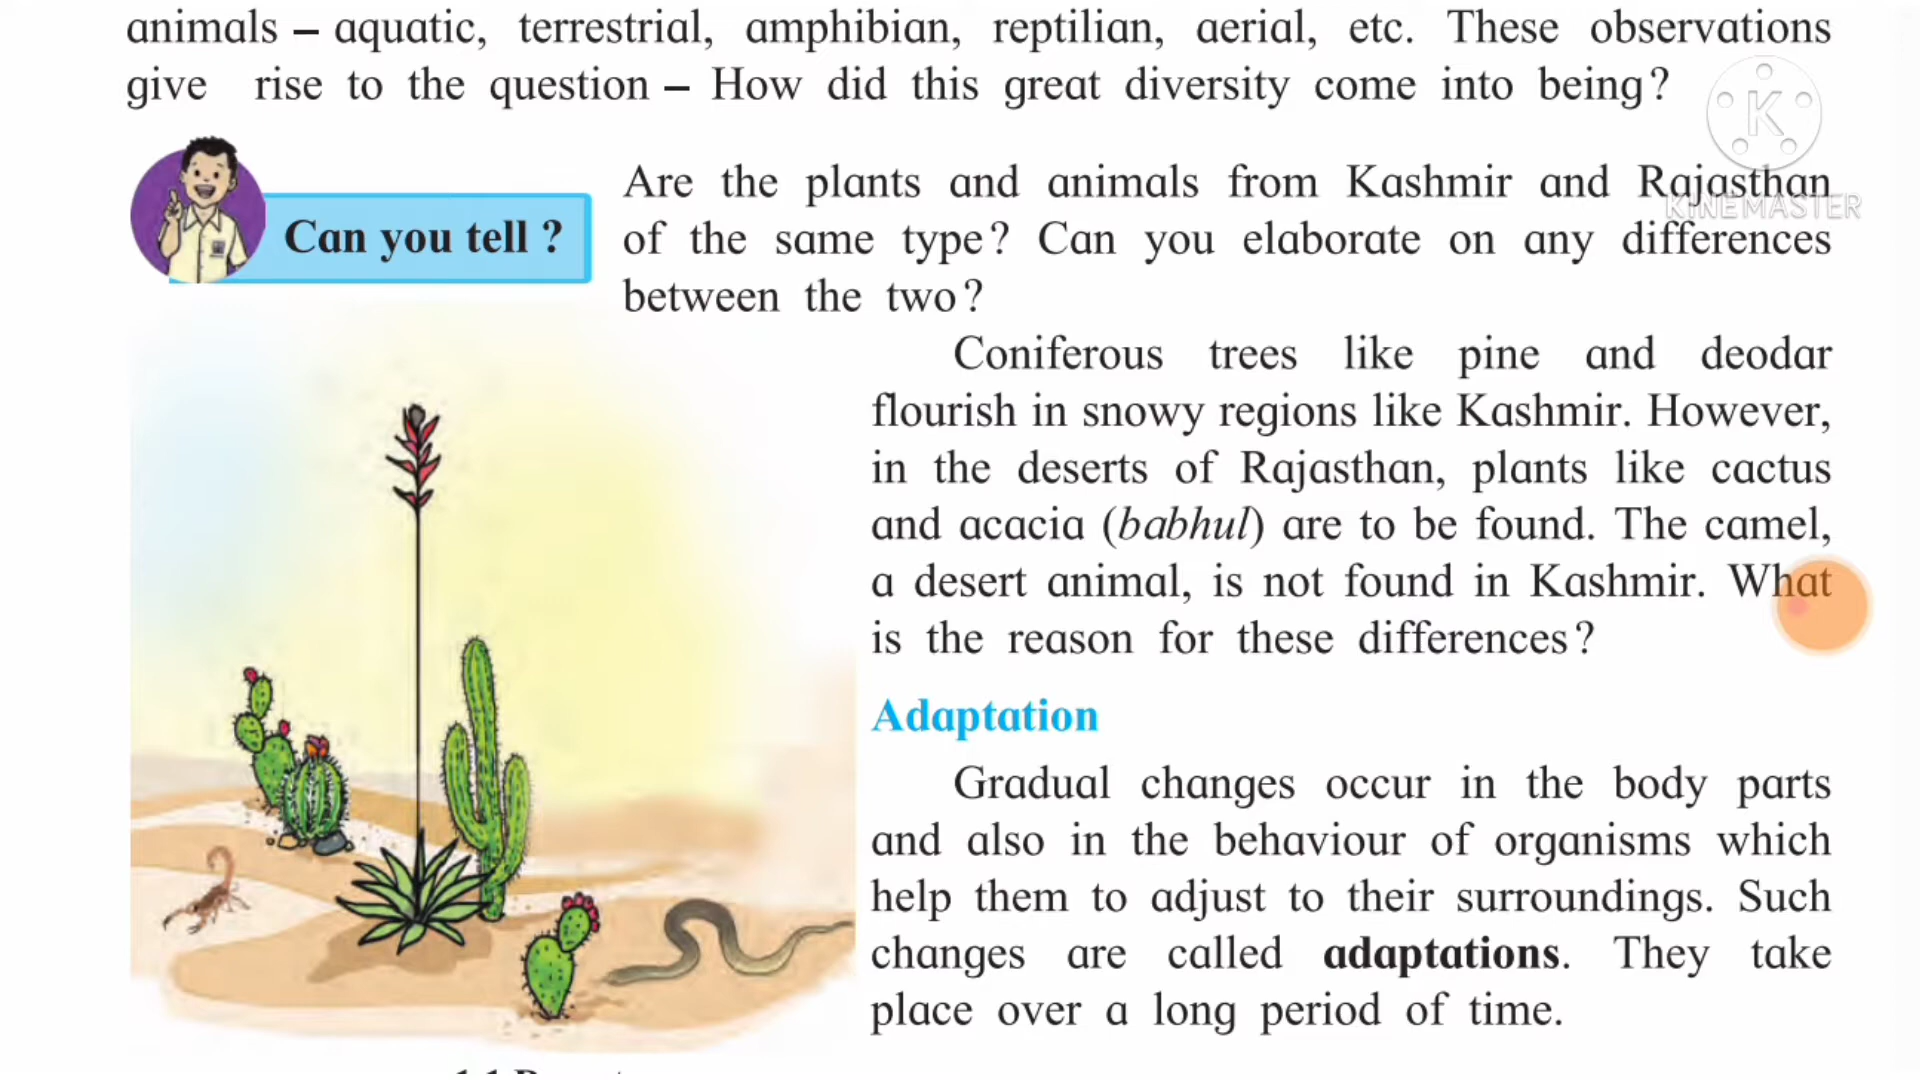 animals – aquatic, terrestrial, amphibian, reptilian, aerial, etc. These observations
give rise to the question – How did this great diversity come into being?
K
KINEMASTER
Can you tell ?
Are the plants and animals from Kashmir and Rajasthan
of the same type? Can you elaborate on any differences
between the two?
Coniferous trees like pine and deodar
flourish in snowy regions like Kashmir. However,
in the deserts of Rajasthan, plants like cactus
and acacia (babhul) are to be found. The camel,
a desert animal, is not found in Kashmir. What
is the reason for these differences?
Adaptation
Gradual changes occur in the body parts
and also in the behaviour of organisms which
help them to adjust to their surroundings. Such
changes are called adaptations. They take
place over a long period of time.